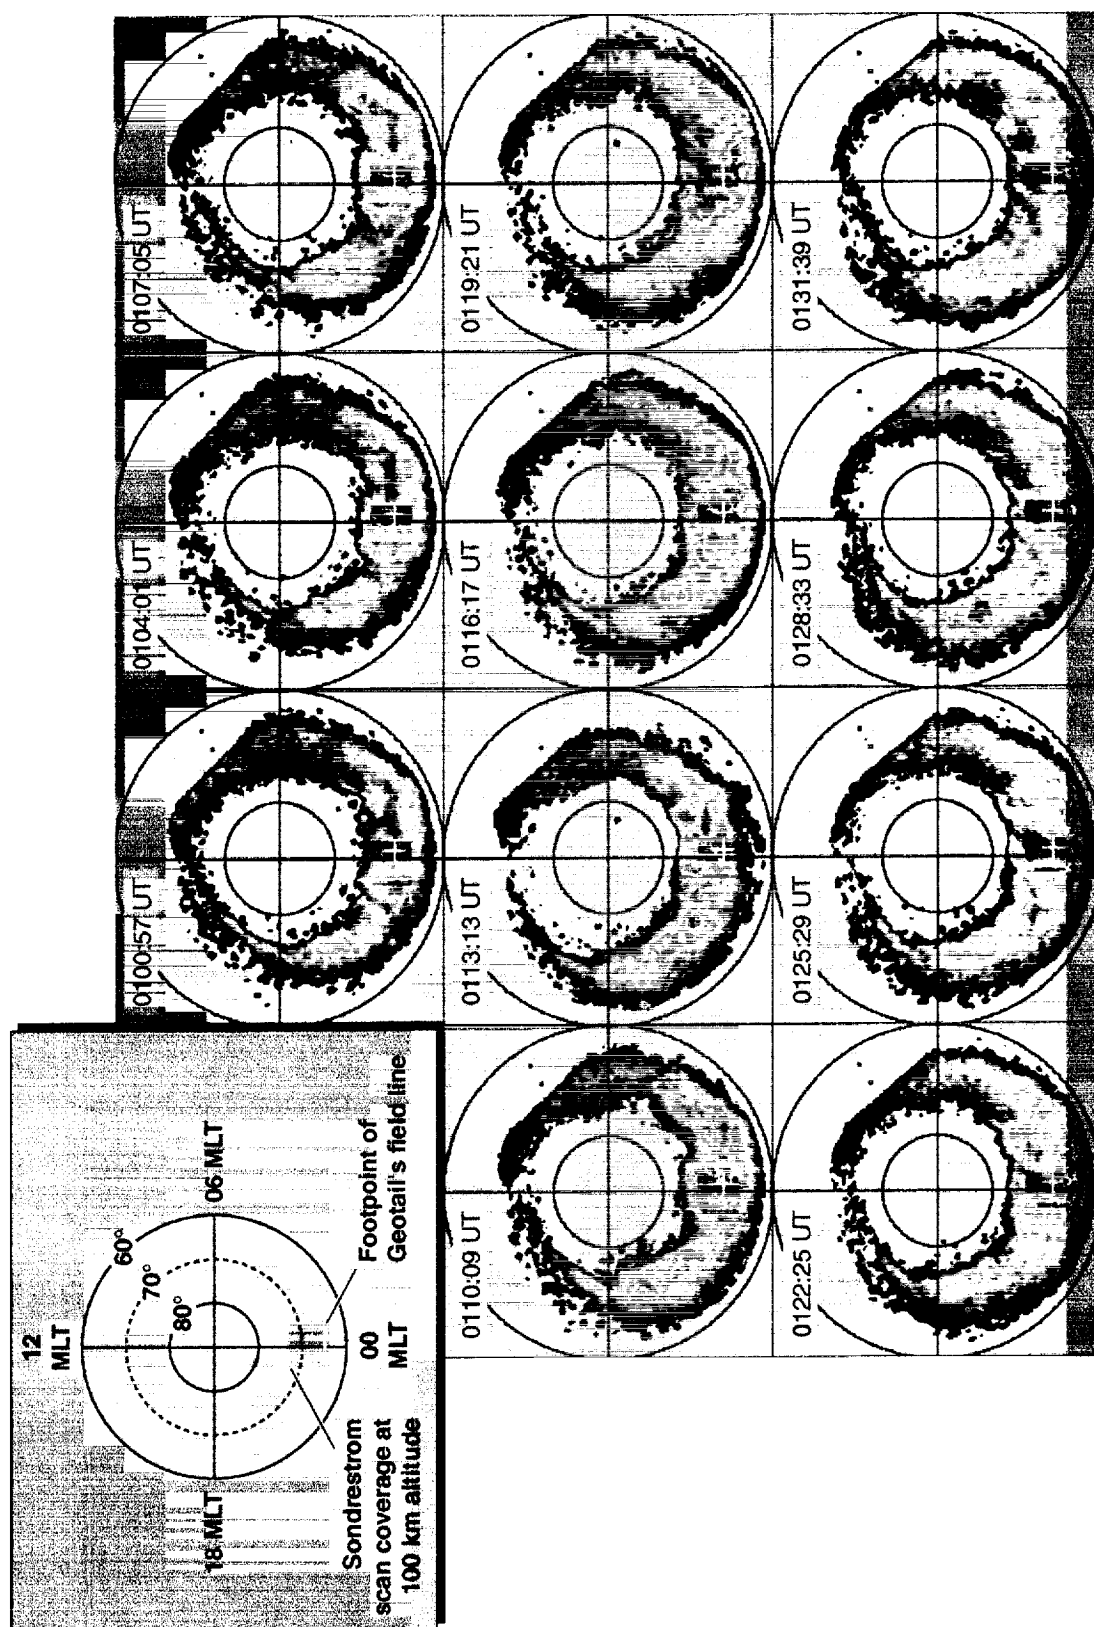 12
MLT
60°
70°
80°
18 MLT
06 MLT
00
MLT
Sondrestrom
scan coverage at
100 km altitude
Footpoint of
Geotail's field line
0100:57 UT
0104:01 UT
0107:05 UT
0110:09 UT
0113:13 UT
0116:17 UT
0119:21 UT
0122:25 UT
0125:29 UT
0128:33 UT
0131:39 UT